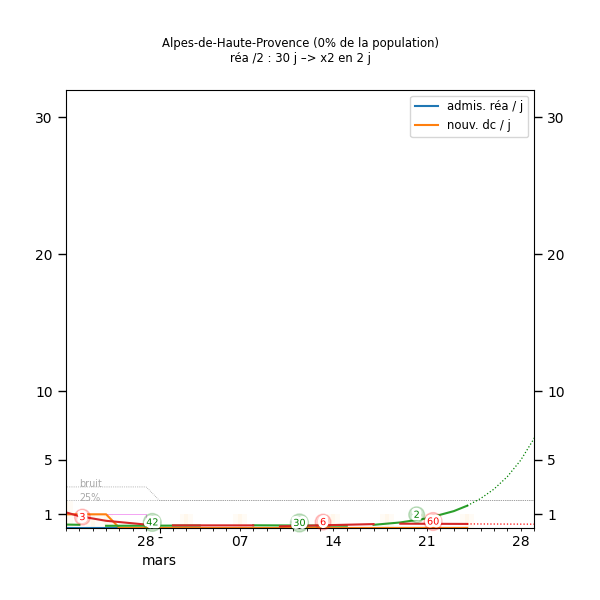 Alpes-de-Haute-Provence (0% de la population)
réa /2 : 30 j –> x2 en 2 j
admis. réa / j
nouv. dc / j
30 30
20 20
10 10
5 5
bruit
25%
1 1
3 42 30 6 2 60
28 07 14 21 28
mars